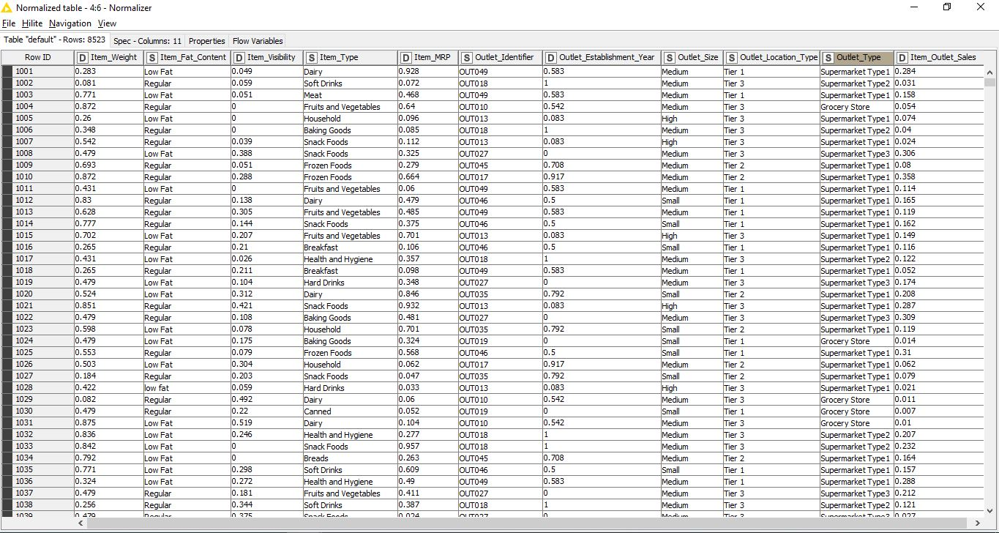 Normalized table - 4:6 - Normalizer
File Hilite Navigation View
Table "default" - Rows: 8523 Spec - Columns: 11 Properties Flow Variables
Row ID D Item_Weight S Item_Fat_Content D Item_Visibility S Item_Type D Item_MRP S Outlet_Identifier D Outlet_Establishment_Year S Outlet_Size S Outlet_Location_Type S Outlet_Type D Item_Outlet_Sales
1001 0.283 Low Fat 0.049 Dairy 0.928 OUT049 0.583 Medium Tier 1 Supermarket Type1 0.284
1002 0.081 Regular 0.059 Soft Drinks 0.072 OUT018 1 Medium Tier 3 Supermarket Type2 0.031
1003 0.771 Low Fat 0.051 Meat 0.468 OUT049 0.583 Medium Tier 1 Supermarket Type1 0.158
1004 0.872 Regular 0 Fruits and Vegetables 0.64 OUT010 0.542 Medium Tier 3 Grocery Store 0.054
1005 0.26 Low Fat 0 Household 0.096 OUT013 0.083 High Tier 3 Supermarket Type1 0.074
1006 0.348 Regular 0 Baking Goods 0.085 OUT018 1 Medium Tier 3 Supermarket Type2 0.04
1007 0.542 Regular 0.039 Snack Foods 0.112 OUT013 0.083 High Tier 3 Supermarket Type1 0.024
1008 0.479 Low Fat 0.388 Snack Foods 0.325 OUT027 0 Medium Tier 3 Supermarket Type3 0.306
1009 0.693 Regular 0.051 Frozen Foods 0.279 OUT045 0.708 Medium Tier 2 Supermarket Type1 0.08
1010 0.872 Regular 0.288 Frozen Foods 0.664 OUT017 0.917 Medium Tier 2 Supermarket Type1 0.358
1011 0.431 Low Fat 0 Fruits and Vegetables 0.06 OUT049 0.583 Medium Tier 1 Supermarket Type1 0.114
1012 0.83 Regular 0.138 Dairy 0.479 OUT046 0.5 Small Tier 1 Supermarket Type1 0.165
1013 0.628 Regular 0.305 Fruits and Vegetables 0.485 OUT049 0.583 Medium Tier 1 Supermarket Type1 0.119
1014 0.777 Regular 0.144 Snack Foods 0.375 OUT046 0.5 Small Tier 1 Supermarket Type1 0.162
1015 0.702 Low Fat 0.207 Fruits and Vegetables 0.701 OUT013 0.083 High Tier 3 Supermarket Type1 0.149
1016 0.265 Regular 0.21 Breakfast 0.106 OUT046 0.5 Small Tier 1 Supermarket Type1 0.116
1017 0.431 Low Fat 0.026 Health and Hygiene 0.357 OUT018 1 Medium Tier 3 Supermarket Type2 0.122
1018 0.265 Regular 0.211 Breakfast 0.098 OUT049 0.583 Medium Tier 1 Supermarket Type1 0.052
1019 0.479 Low Fat 0.104 Hard Drinks 0.348 OUT027 0 Medium Tier 3 Supermarket Type3 0.174
1020 0.524 Low Fat 0.312 Dairy 0.846 OUT035 0.792 Small Tier 2 Supermarket Type1 0.208
1021 0.851 Regular 0.421 Snack Foods 0.932 OUT013 0.083 High Tier 3 Supermarket Type1 0.287
1022 0.479 Regular 0.108 Baking Goods 0.481 OUT027 0 Medium Tier 3 Supermarket Type3 0.309
1023 0.598 Low Fat 0.078 Household 0.701 OUT035 0.792 Small Tier 2 Supermarket Type1 0.119
1024 0.479 Low Fat 0.175 Baking Goods 0.324 OUT019 0 Small Tier 1 Grocery Store 0.014
1025 0.553 Regular 0.079 Frozen Foods 0.568 OUT046 0.5 Small Tier 1 Supermarket Type1 0.31
1026 0.503 Low Fat 0.304 Household 0.062 OUT017 0.917 Medium Tier 2 Supermarket Type1 0.062
1027 0.184 Regular 0.203 Snack Foods 0.047 OUT035 0.792 Small Tier 2 Supermarket Type1 0.079
1028 0.422 low fat 0.059 Hard Drinks 0.033 OUT013 0.083 High Tier 3 Supermarket Type1 0.021
1029 0.082 Regular 0.492 Dairy 0.06 OUT010 0.542 Medium Tier 3 Grocery Store 0.011
1030 0.479 Regular 0.22 Canned 0.052 OUT019 0 Small Tier 1 Grocery Store 0.007
1031 0.875 Low Fat 0.519 Dairy 0.104 OUT010 0.542 Medium Tier 3 Grocery Store 0.01
1032 0.836 Low Fat 0.246 Health and Hygiene 0.277 OUT018 1 Medium Tier 3 Supermarket Type2 0.207
1033 0.842 Low Fat 0 Snack Foods 0.957 OUT018 1 Medium Tier 3 Supermarket Type2 0.232
1034 0.792 Low Fat 0 Breads 0.263 OUT045 0.708 Medium Tier 2 Supermarket Type1 0.164
1035 0.771 Low Fat 0.298 Soft Drinks 0.609 OUT046 0.5 Small Tier 1 Supermarket Type1 0.157
1036 0.324 Low Fat 0.272 Health and Hygiene 0.49 OUT049 0.583 Medium Tier 1 Supermarket Type1 0.288
1037 0.479 Regular 0.181 Fruits and Vegetables 0.411 OUT027 0 Medium Tier 3 Supermarket Type3 0.212
1038 0.256 Regular 0.344 Soft Drinks 0.387 OUT018 1 Medium Tier 3 Supermarket Type2 0.121